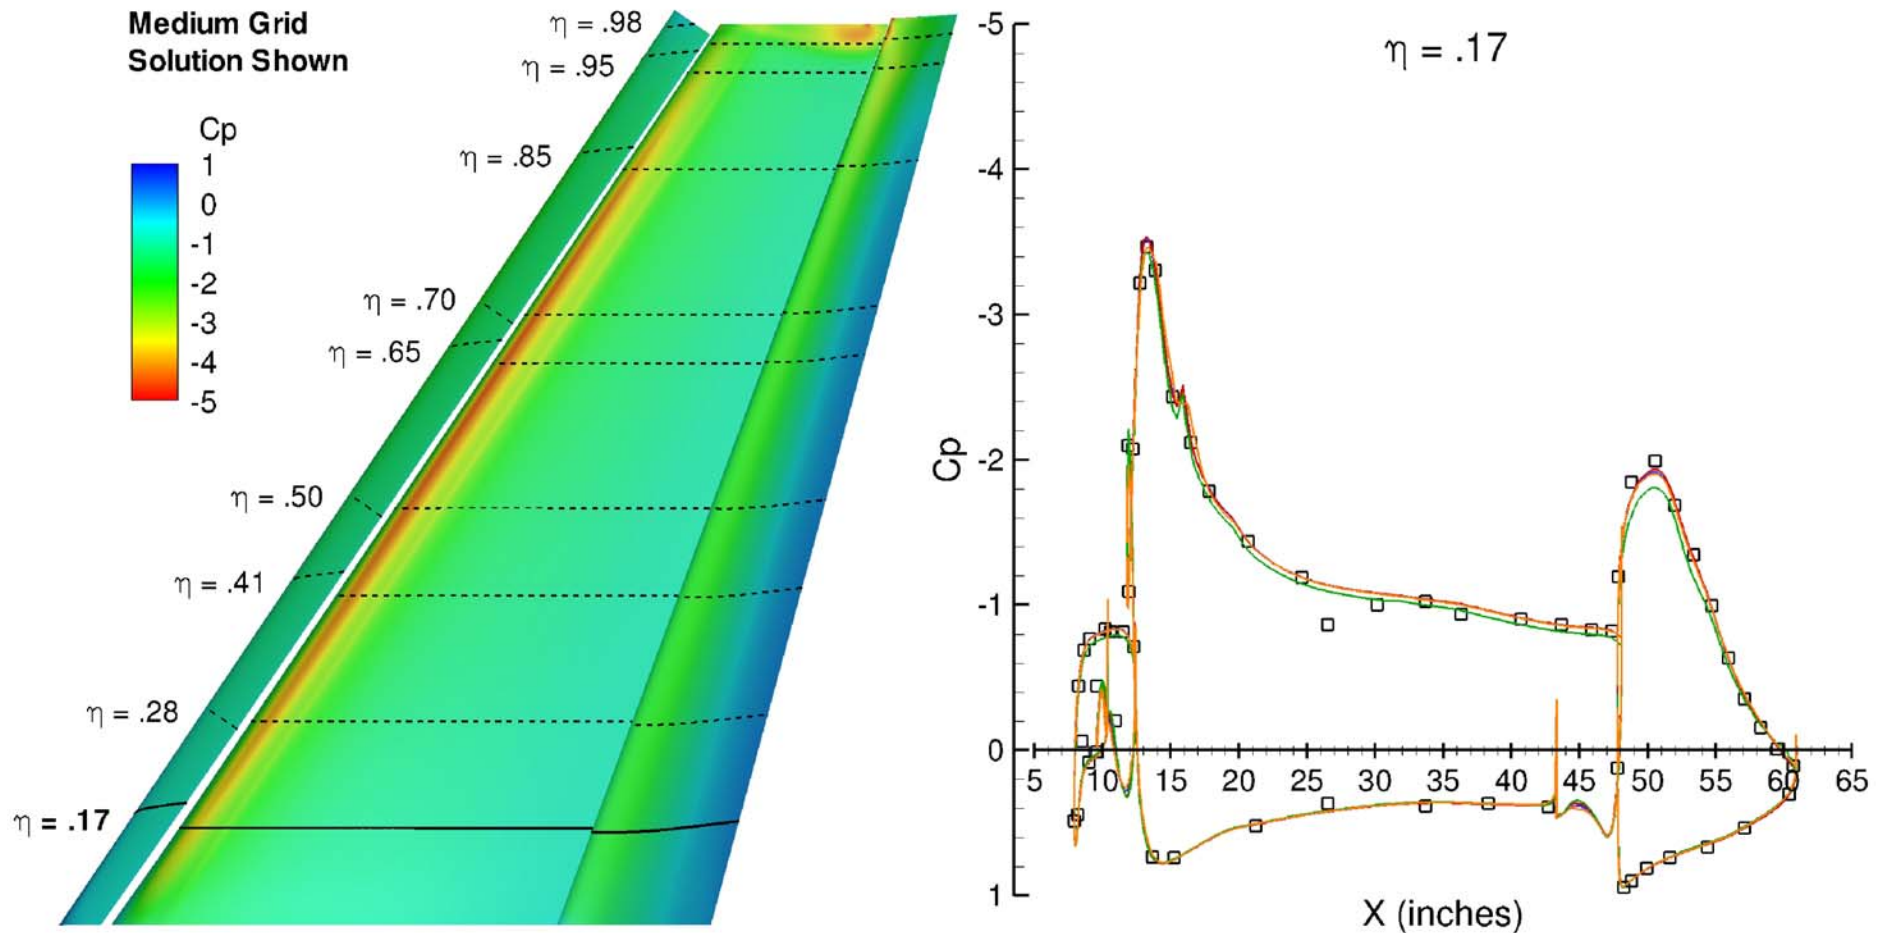 Medium Grid
Solution Shown
Cp
1
0
-1
-2
-3
-4
-5
η = .98
η = .95
η = .85
η = .70
η = .65
η = .50
η = .41
η = .28
η = .17
η = .17
Cp
-5
-4
-3
-2
-1
0
1
5 10 15 20 25 30 35 40 45 50 55 60 65
X (inches)